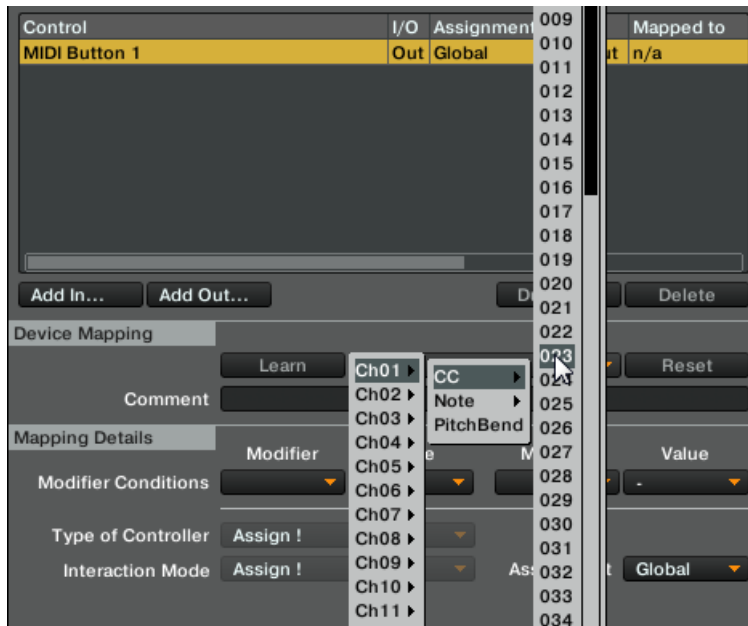 Control I/O Assignment Mapped to
MIDI Button 1 Out Global ut n/a
009
010
011
012
013
014
015
016
017
018
019
020
021
022
023
024
025
026
027
028
029
030
031
032
033
034
Add In... Add Out... D Delete
Device Mapping
Learn Reset
Comment
Ch01
Ch02
Ch03
Ch04
Ch05
Ch06
Ch07
Ch08
Ch09
Ch10
Ch11
CC
Note
PitchBend
Mapping Details
Modifier e M Value
Modifier Conditions -
Type of Controller Assign !
Interaction Mode Assign ! As t Global